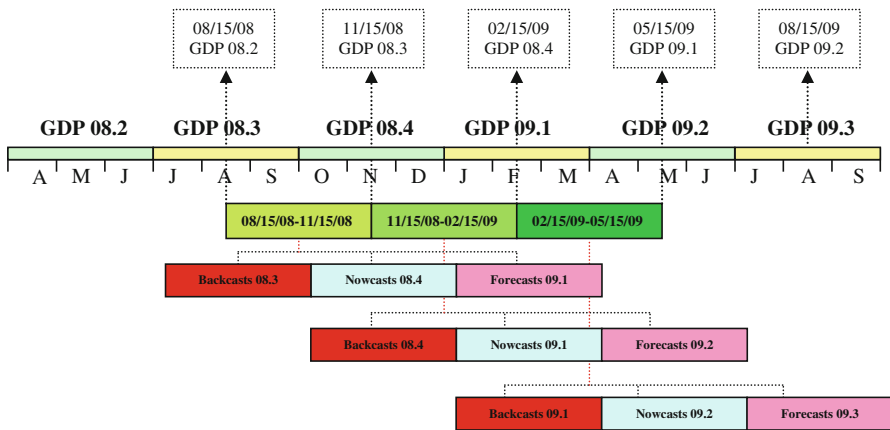 08/15/08
GDP 08.2
11/15/08
GDP 08.3
02/15/09
GDP 08.4
05/15/09
GDP 09.1
08/15/09
GDP 09.2
GDP 08.2 GDP 08.3 GDP 08.4 GDP 09.1 GDP 09.2 GDP 09.3
A M J J A S O N D J F M A M J J A S
08/15/08-11/15/08 11/15/08-02/15/09 02/15/09-05/15/09
Backcasts 08.3 Nowcasts 08.4 Forecasts 09.1
Backcasts 08.4 Nowcasts 09.1 Forecasts 09.2
Backcasts 09.1 Nowcasts 09.2 Forecasts 09.3